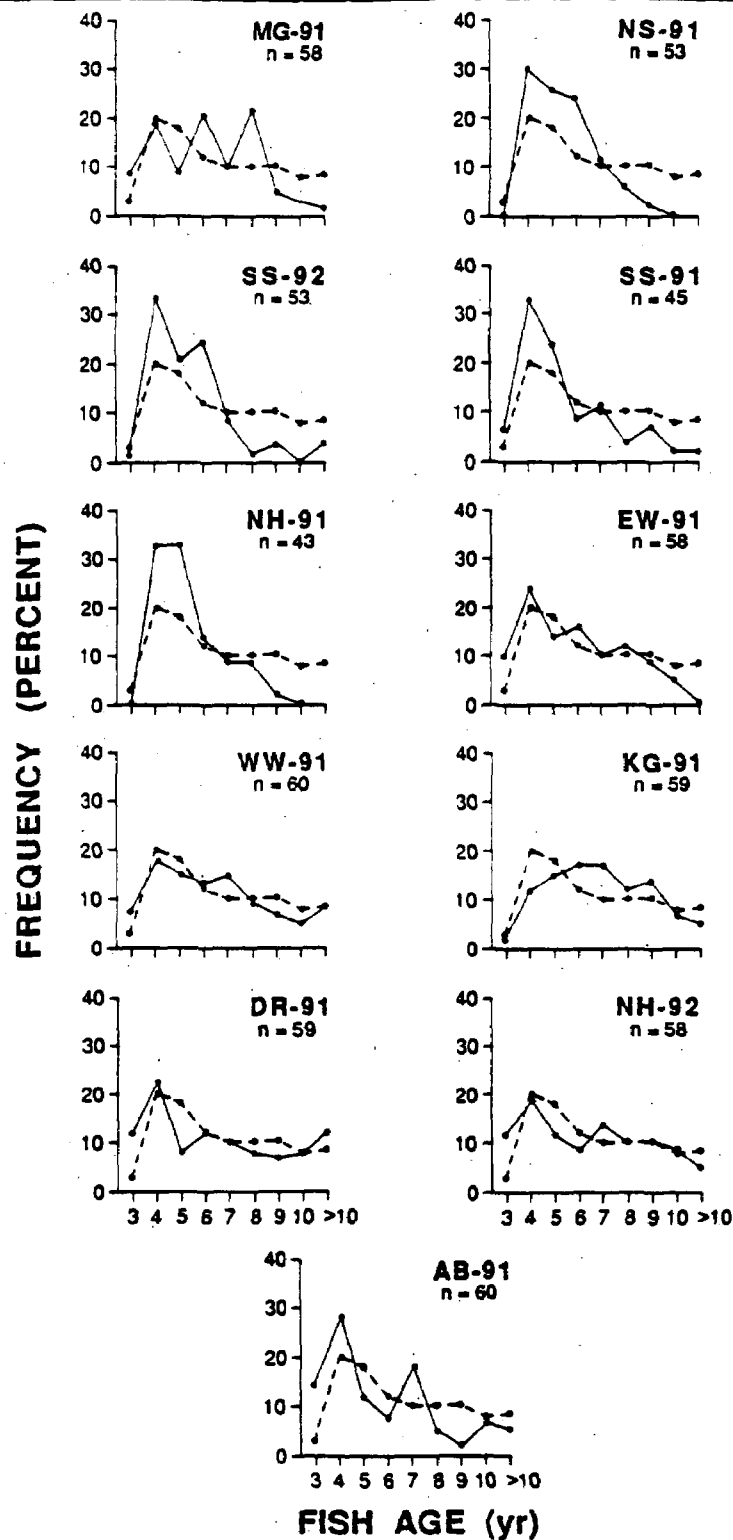 MG-91
n = 58
40
30
20
10
0
NS-91
n = 53
40
30
20
10
0
SS-92
n = 53
40
30
20
10
0
SS-91
n = 45
40
30
20
10
0
NH-91
n = 43
40
30
20
10
0
EW-91
n = 58
40
30
20
10
0
WW-91
n = 60
40
30
20
10
0
KG-91
n = 59
40
30
20
10
0
DR-91
n = 59
40
30
20
10
0
3 4 5 6 7 8 9 10 >10
NH-92
n = 58
40
30
20
10
0
3 4 5 6 7 8 9 10 >10
AB-91
n = 60
40
30
20
10
0
3 4 5 6 7 8 9 10 >10
FREQUENCY (PERCENT)
FISH AGE (yr)